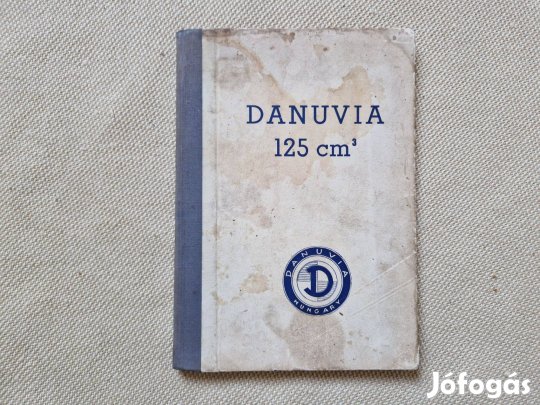 DANUVIA
125 cm³
DANUVIA
D
HUNGARY
Jófogás